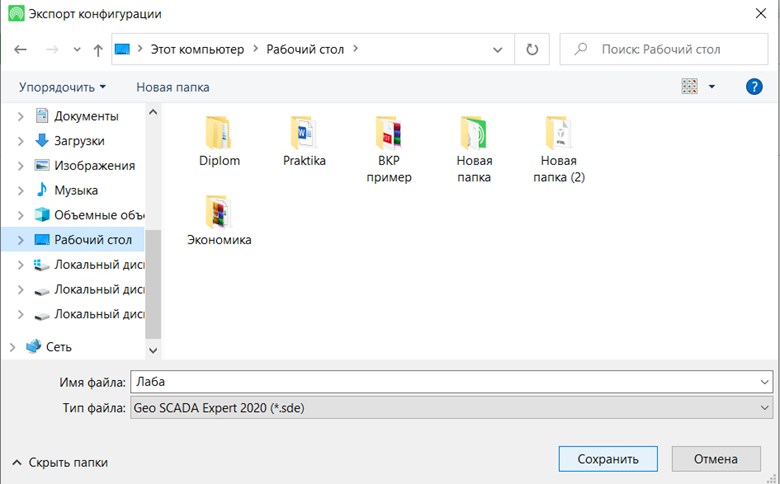 Экспорт конфигурации
Этот компьютер
Рабочий стол
Поиск: Рабочий стол
Упорядочить
Новая папка
?
Документы
Загрузки
Изображения
Музыка
Объемные объ
Рабочий стол
Локальный дис
Локальный дис
Локальный дис
Сеть
Diplom
Praktika
ВКР
пример
Новая
папка
Новая
папка (2)
Экономика
Имя файла:
Лаба
Тип файла:
Geo SCADA Expert 2020 (*.sde)
Скрыть папки
Сохранить
Отмена